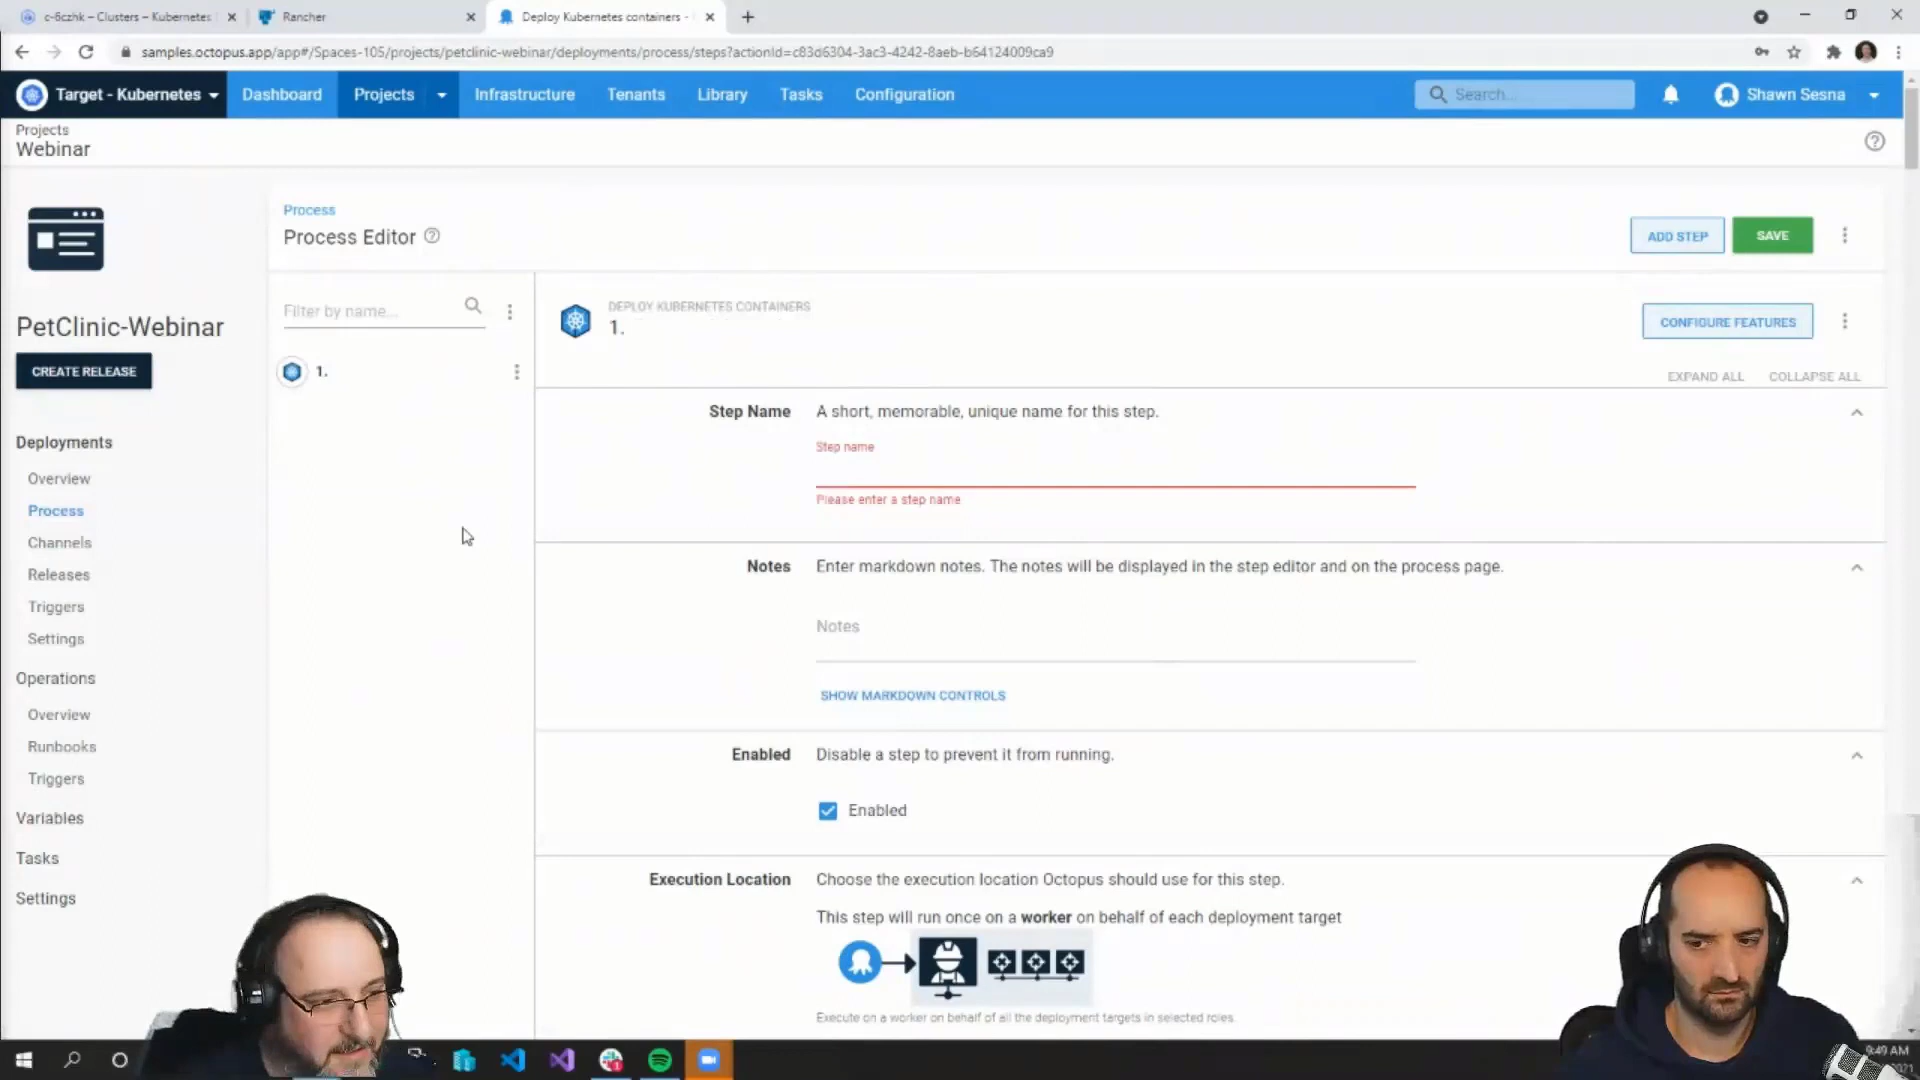 c-6czhk – Clusters – Kubernetes
Rancher
Deploy Kubernetes containers -
samples.octopus.app/app#/Spaces-105/projects/petclinic-webinar/deployments/process/steps?actionId=c83d6304-3ac3-4242-8aeb-b64124009ca9
Target - Kubernetes
Dashboard
Projects
Infrastructure
Tenants
Library
Tasks
Configuration
Search...
Shawn Sesna
Projects
Webinar
Process
Process Editor
ADD STEP
SAVE
PetClinic-Webinar
CREATE RELEASE
Filter by name...
1.
DEPLOY KUBERNETES CONTAINERS
1.
CONFIGURE FEATURES
EXPAND ALL
COLLAPSE ALL
Deployments
Overview
Process
Channels
Releases
Triggers
Settings
Operations
Overview
Runbooks
Triggers
Variables
Tasks
Settings
Step Name
A short, memorable, unique name for this step.
Step name
Please enter a step name
Notes
Enter markdown notes. The notes will be displayed in the step editor and on the process page.
Notes
SHOW MARKDOWN CONTROLS
Enabled
Disable a step to prevent it from running.
Enabled
Execution Location
Choose the execution location Octopus should use for this step.
This step will run once on a worker on behalf of each deployment target
Execute on a worker on behalf of all the deployment targets in selected roles.
9:49 AM